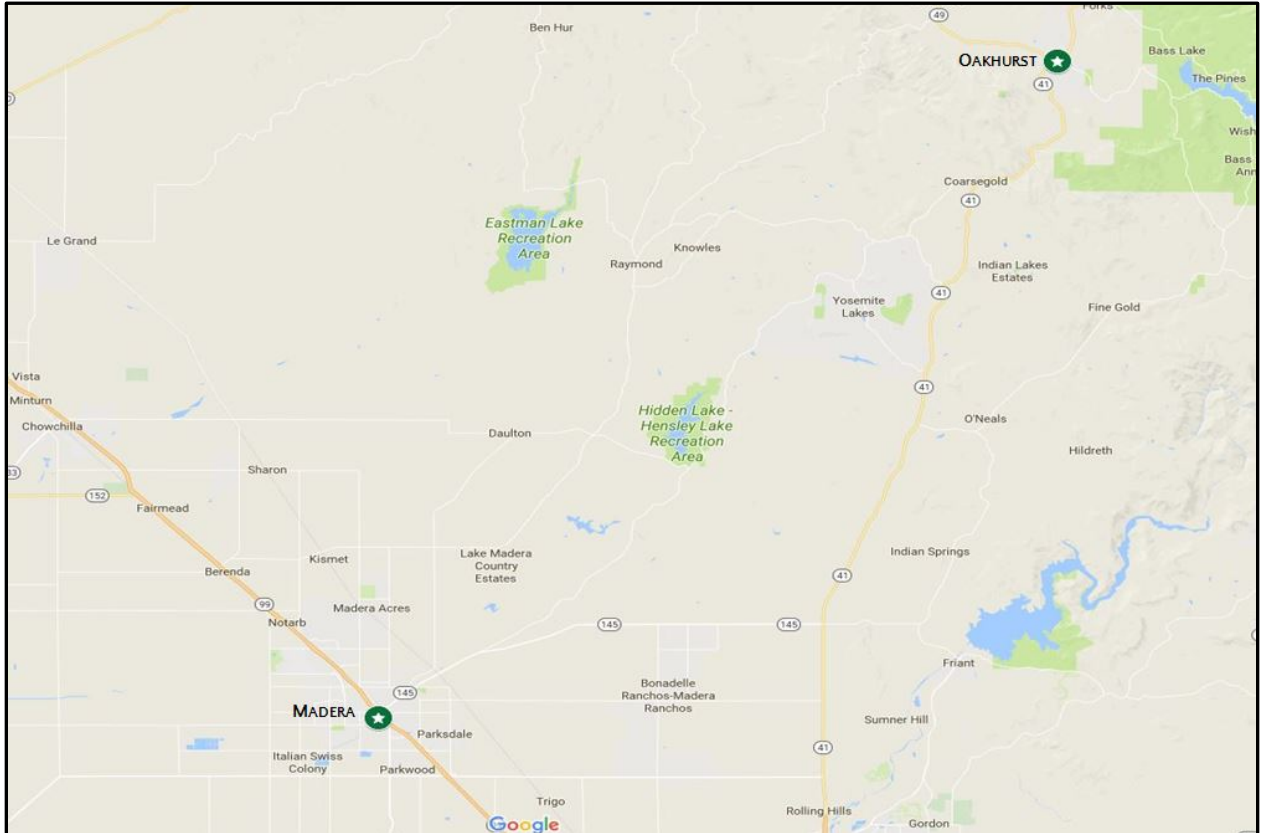 Ben Hur
49
Forks
OAKHURST
Bass Lake
41
The Pines
Wish
Bass
Ann
Coarsegold
41
Le Grand
Eastman Lake
Recreation
Area
Knowles
Raymond
Indian Lakes
Estates
41
Yosemite
Lakes
Fine Gold
Vista
Minturn
41
Chowchilla
Hidden Lake -
Hensley Lake
Recreation
Area
O'Neals
Daulton
Hildreth
Sharon
33
152
Fairmead
Kismet
Lake Madera
Country
Estates
Indian Springs
Berenda
41
99
Madera Acres
Notarb
145
145
Friant
145
Bonadelle
Ranchos-Madera
Ranchos
MADERA
Sumner Hill
Parksdale
41
Italian Swiss
Colony
Parkwood
Trigo
Rolling Hills
Google
Gordon